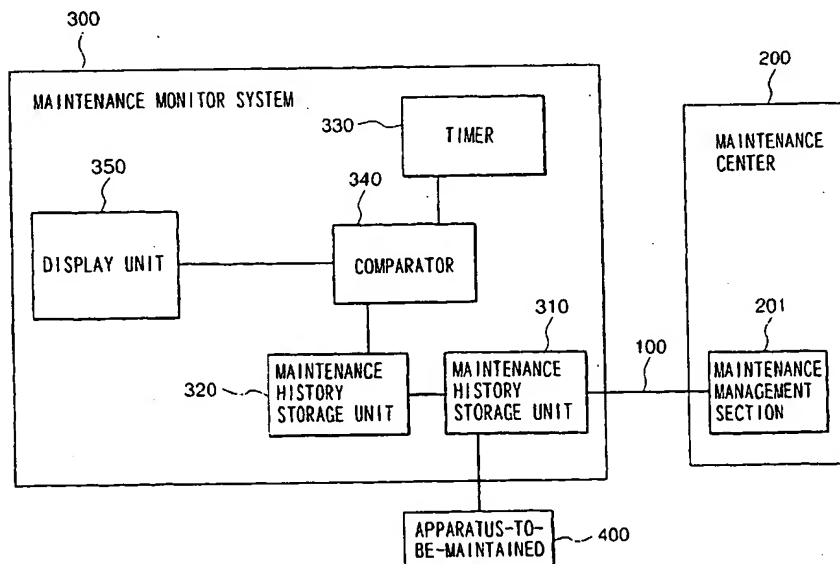 300
MAINTENANCE MONITOR SYSTEM
330
TIMER
200
MAINTENANCE
CENTER
350
DISPLAY UNIT
340
COMPARATOR
320
MAINTENANCE
HISTORY
STORAGE UNIT
310
MAINTENANCE
HISTORY
STORAGE UNIT
100
201
MAINTENANCE
MANAGEMENT
SECTION
APPARATUS-TO-
BE-MAINTAINED
400